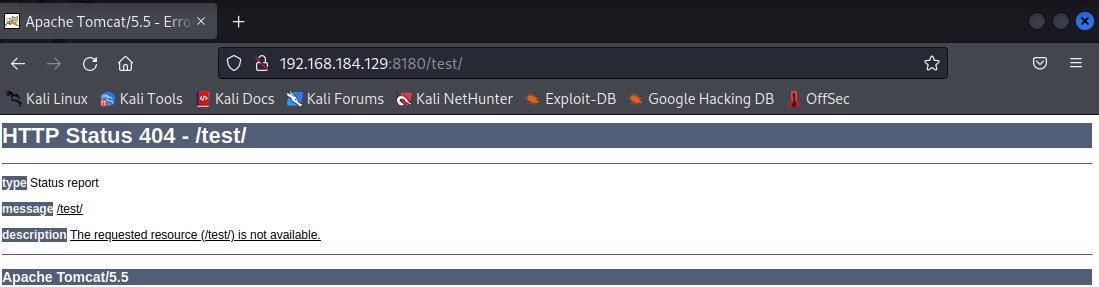 Apache Tomcat/5.5 - Erro
192.168.184.129:8180/test/
Kali Linux Kali Tools Kali Docs Kali Forums Kali NetHunter Exploit-DB Google Hacking DB OffSec
HTTP Status 404 - /test/
type Status report
message /test/
description The requested resource (/test/) is not available.
Apache Tomcat/5.5